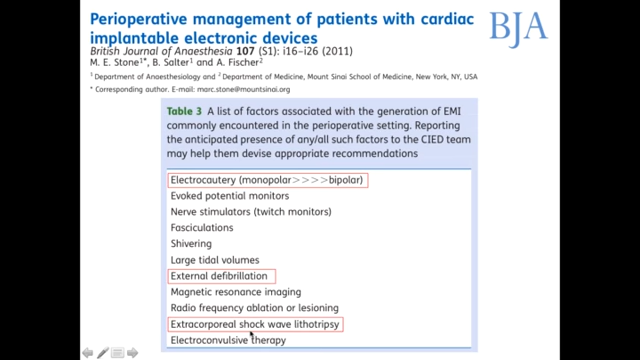 Perioperative management of patients with cardiac
implantable electronic devices
BJA
British Journal of Anaesthesia 107 (S1): i16–i26 (2011)
M. E. Stone1*, B. Salter1 and A. Fischer2
1 Department of Anaesthesiology and 2 Department of Medicine, Mount Sinai School of Medicine, New York, NY, USA
* Corresponding author. E-mail: marc.stone@mountsinai.org
Table 3 A list of factors associated with the generation of EMI
commonly encountered in the perioperative setting. Reporting
the anticipated presence of any/all such factors to the CIED team
may help them devise appropriate recommendations
Electrocautery (monopolar>>>>bipolar)
Evoked potential monitors
Nerve stimulators (twitch monitors)
Fasciculations
Shivering
Large tidal volumes
External defibrillation
Magnetic resonance imaging
Radio frequency ablation or lesioning
Extracorporeal shock wave lithotripsy
Electroconvulsive therapy